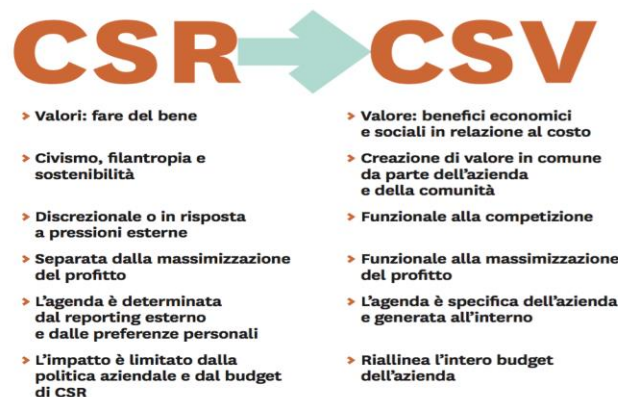 CSR CSV
> Valori: fare del bene
> Civismo, filantropia e
sostenibilità
> Discrezionale o in risposta
a pressioni esterne
> Separata dalla massimizzazione
del profitto
> L'agenda è determinata
dal reporting esterno
e dalle preferenze personali
> L'impatto è limitato dalla
politica aziendale e dal budget
di CSR
> Valore: benefici economici
e sociali in relazione al costo
> Creazione di valore in comune
da parte dell'azienda
e della comunità
> Funzionale alla competizione
> Funzionale alla massimizzazione
del profitto
> L'agenda è specifica dell'azienda
e generata all'interno
> Riallinea l'intero budget
dell'azienda